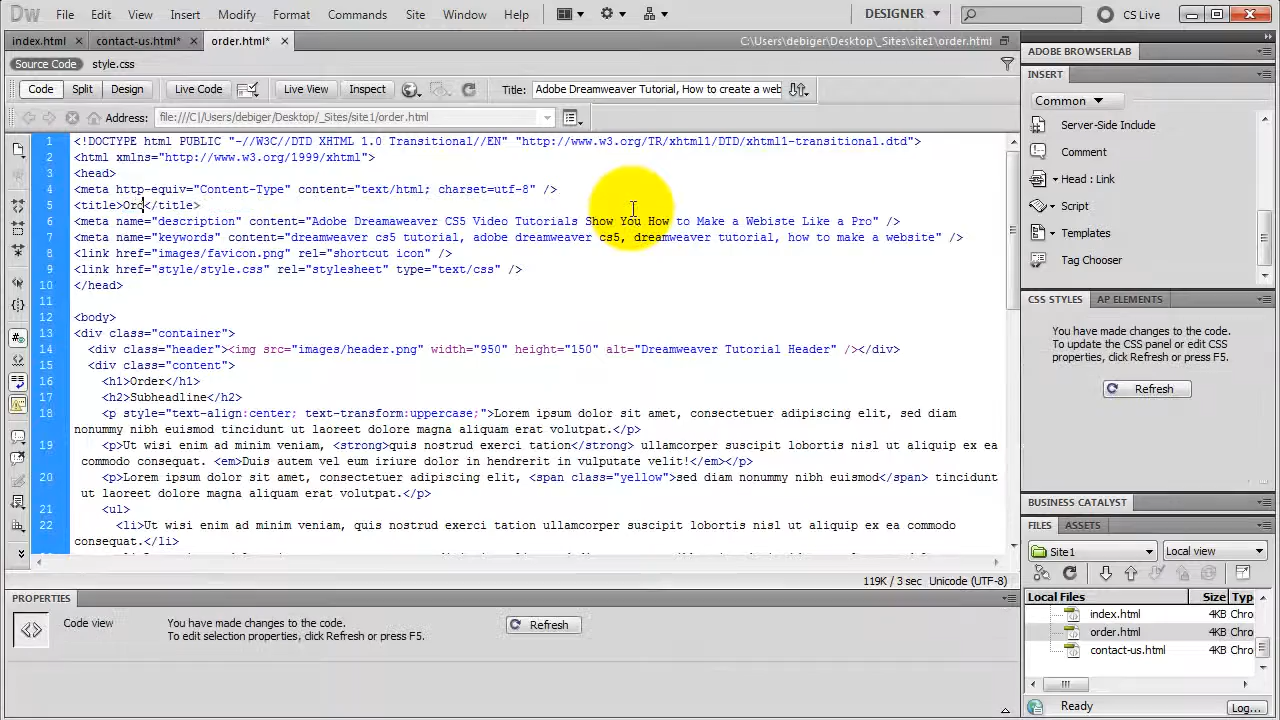 Dw File Edit View Insert Modify Format Commands Site Window Help DESIGNER CS Live
index.html contact-us.html* order.html* C:\Users\debiger\Desktop\_Sites\site1\order.html
Source Code style.css
Code Split Design Live Code Live View Inspect Title: Adobe Dreamweaver Tutorial, How to create a web
Address: file:///C|/Users/debiger/Desktop/_Sites/site1/order.html
1 <!DOCTYPE html PUBLIC "-//W3C//DTD XHTML 1.0 Transitional//EN" "http://www.w3.org/TR/xhtml1/DTD/xhtml1-transitional.dtd">
2 <html xmlns="http://www.w3.org/1999/xhtml">
3 <head>
4 <meta http-equiv="Content-Type" content="text/html; charset=utf-8" />
5 <title>Orc</title>
6 <meta name="description" content="Adobe Dreamaweaver CS5 Video Tutorials Show You How to Make a Webiste Like a Pro" />
7 <meta name="keywords" content="dreamweaver cs5 tutorial, adobe dreamweaver cs5, dreamweaver tutorial, how to make a website" />
8 <link href="images/favicon.png" rel="shortcut icon" />
9 <link href="style/style.css" rel="stylesheet" type="text/css" />
10 </head>
11
12 <body>
13 <div class="container">
14 <div class="header"><img src="images/header.png" width="950" height="150" alt="Dreamweaver Tutorial Header" /></div>
15 <div class="content">
16 <h1>Order</h1>
17 <h2>Subheadline</h2>
18 <p style="text-align:center; text-transform:uppercase;">Lorem ipsum dolor sit amet, consectetuer adipiscing elit, sed diam
nonummy nibh euismod tincidunt ut laoreet dolore magna aliquam erat volutpat.</p>
19 <p>Ut wisi enim ad minim veniam, <strong>quis nostrud exerci tation</strong> ullamcorper suscipit lobortis nisl ut aliquip ex ea
commodo consequat. <em>Duis autem vel eum iriure dolor in hendrerit in vulputate velit!</em></p>
20 <p>Lorem ipsum dolor sit amet, consectetuer adipiscing elit, <span class="yellow">sed diam nonummy nibh euismod</span> tincidunt
ut laoreet dolore magna aliquam erat volutpat.</p>
21 <ul>
22 <li>Ut wisi enim ad minim veniam, quis nostrud exerci tation ullamcorper suscipit lobortis nisl ut aliquip ex ea commodo
consequat.</li>
119K / 3 sec Unicode (UTF-8)
PROPERTIES
Code view You have made changes to the code.
To edit selection properties, click Refresh or press F5.
Refresh
ADOBE BROWSERLAB
INSERT
Common
Server-Side Include
Comment
Head : Link
Script
Templates
Tag Chooser
CSS STYLES AP ELEMENTS
You have made changes to the code.
To update the CSS panel or edit CSS
properties, click Refresh or press F5.
Refresh
BUSINESS CATALYST
FILES ASSETS
Site1 Local view
Local Files Size Typ
index.html 4KB Chro
order.html 4KB Chro
contact-us.html 4KB Chro
Ready Log...